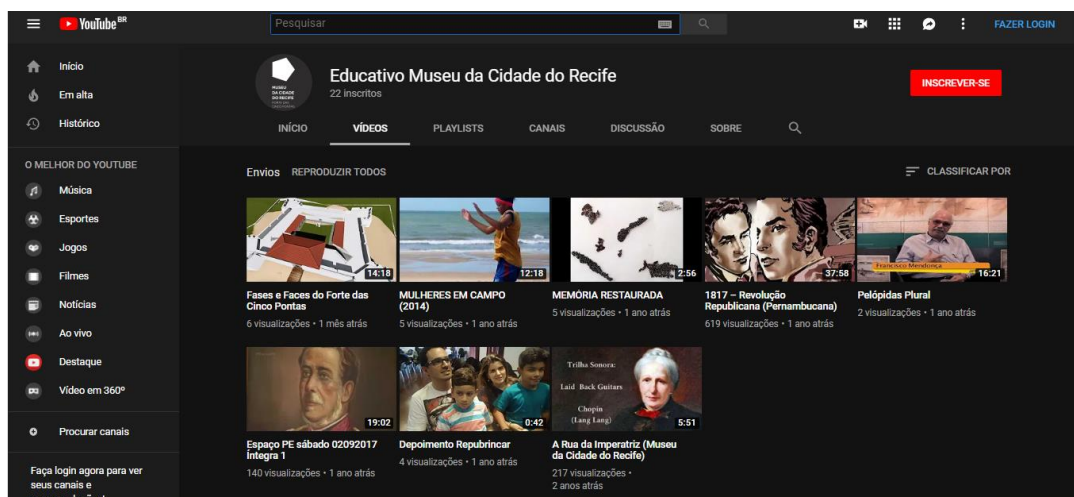 YouTube BR
Pesquisar
FAZER LOGIN
Início
Em alta
Histórico
O MELHOR DO YOUTUBE
Música
Esportes
Jogos
Filmes
Notícias
Ao vivo
Destaque
Vídeo em 360º
Procurar canais
Faça login agora para ver
seus canais e
MUSEU
DA CIDADE
DO RECIFE
Educativo Museu da Cidade do Recife
22 inscritos
INSCREVER-SE
INÍCIO VÍDEOS PLAYLISTS CANAIS DISCUSSÃO SOBRE
Envios REPRODUZIR TODOS
CLASSIFICAR POR
14:18
Fases e Faces do Forte das
Cinco Pontas
6 visualizações • 1 mês atrás
12:18
MULHERES EM CAMPO
(2014)
5 visualizações • 1 ano atrás
2:56
MEMÓRIA RESTAURADA
5 visualizações • 1 ano atrás
37:58
1817 – Revolução
Republicana (Pernambucana)
619 visualizações • 1 ano atrás
Francisco Mendonça
16:21
Pelópidas Plural
2 visualizações • 1 ano atrás
19:02
Espaço PE sábado 02092017
Íntegra 1
140 visualizações • 1 ano atrás
0:42
Depoimento Repubrincar
4 visualizações • 1 ano atrás
Trilha Sonora:
Laid Back Guitars
Chopin
(Lang Lang)
5:51
A Rua da Imperatriz (Museu
da Cidade do Recife)
217 visualizações •
2 anos atrás